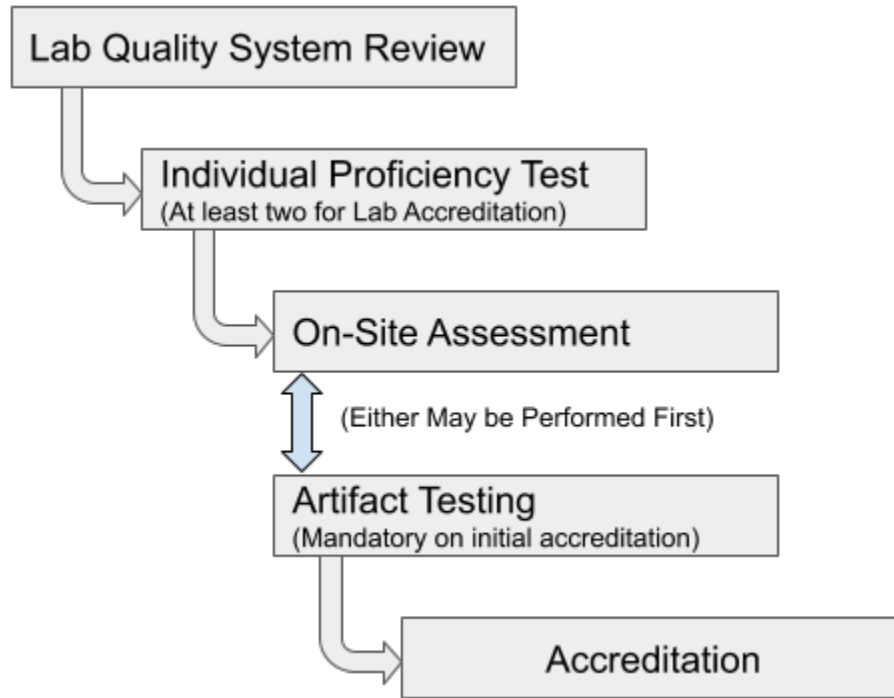 Lab Quality System Review
Individual Proficiency Test
(At least two for Lab Accreditation)
On-Site Assessment
(Either May be Performed First)
Artifact Testing
(Mandatory on initial accreditation)
Accreditation